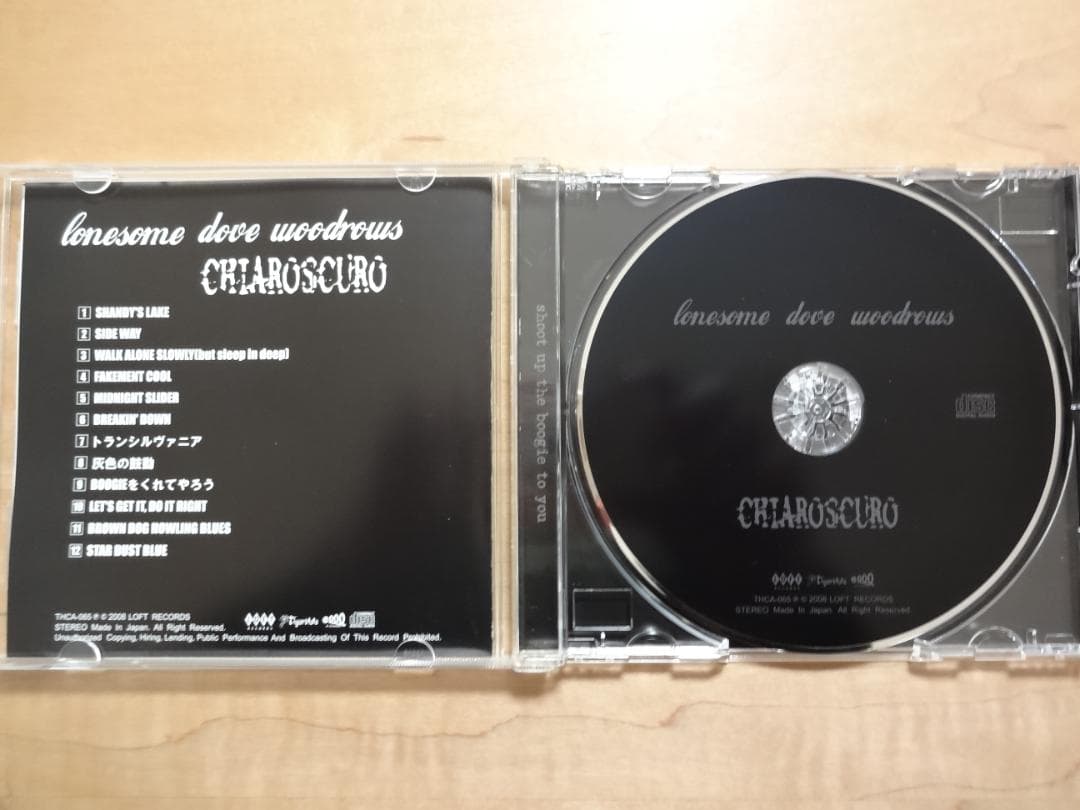 lonesome dove woodrows
CHIAROSCURO
1 SHANDY'S LAKE
2 SIDE WAY
3 WALK ALONE SLOWLY(but sleep in deep)
4 FAKEMENT COOL
5 MIDNIGHT SLIDER
6 BREAKIN' DOWN
7 トランシルヴァニア
8 灰色の鼓動
9 BOOGIEをくれてやろう
10 LET'S GET IT, DO IT RIGHT
11 BROWN DOG HOWLING BLUES
12 STAR DUST BLUE
THCA-065 ℗ © 2008 LOFT RECORDS
STEREO Made In Japan. All Right Reserved.
Unauthorized Copying, Hiring, Lending, Public Performance And Broadcasting Of This Record Prohibited.
shoot up the boogie to you
lonesome dove woodrows
COMPACT
disc
DIGITAL AUDIO
CHIAROSCURO
THCA-065 ℗ © 2008 LOFT RECORDS
STEREO Made In Japan. All Right Reserved.